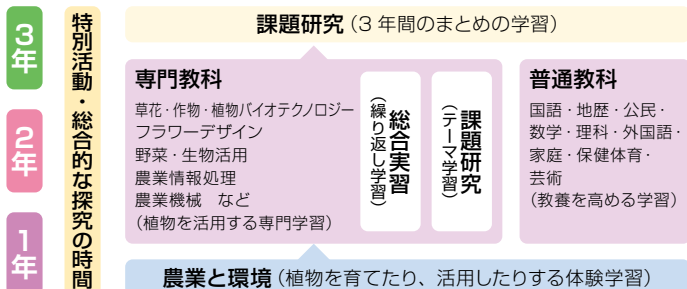 3年
2年
1年
特別活動・総合的な探究の時間
課題研究(3年間のまとめの学習)
専門教科
草花・作物・植物バイオテクノロジー
フラワーデザイン
野菜・生物活用
農業情報処理
農業機械 など
(植物を活用する専門学習)
総合実習
(繰り返し学習)
課題研究
(テーマ学習)
普通教科
国語・地歴・公民・
数学・理科・外国語・
家庭・保健体育・
芸術
(教養を高める学習)
農業と環境(植物を育てたり、活用したりする体験学習)